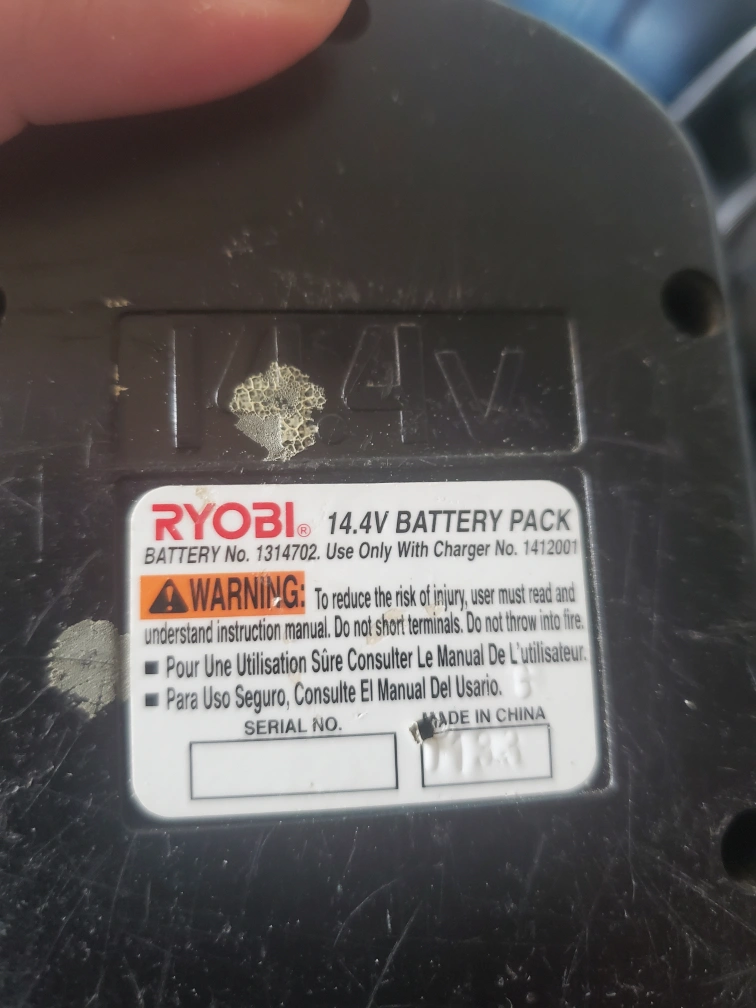 14.4V
RYOBI® 14.4V BATTERY PACK
BATTERY No. 1314702. Use Only With Charger No. 1412001
WARNING: To reduce the risk of injury, user must read and
understand instruction manual. Do not short terminals. Do not throw into fire.
■ Pour Une Utilisation Sûre Consulter Le Manual De L'utilisateur.
■ Para Uso Seguro, Consulte El Manual Del Usario.
SERIAL NO.
MADE IN CHINA